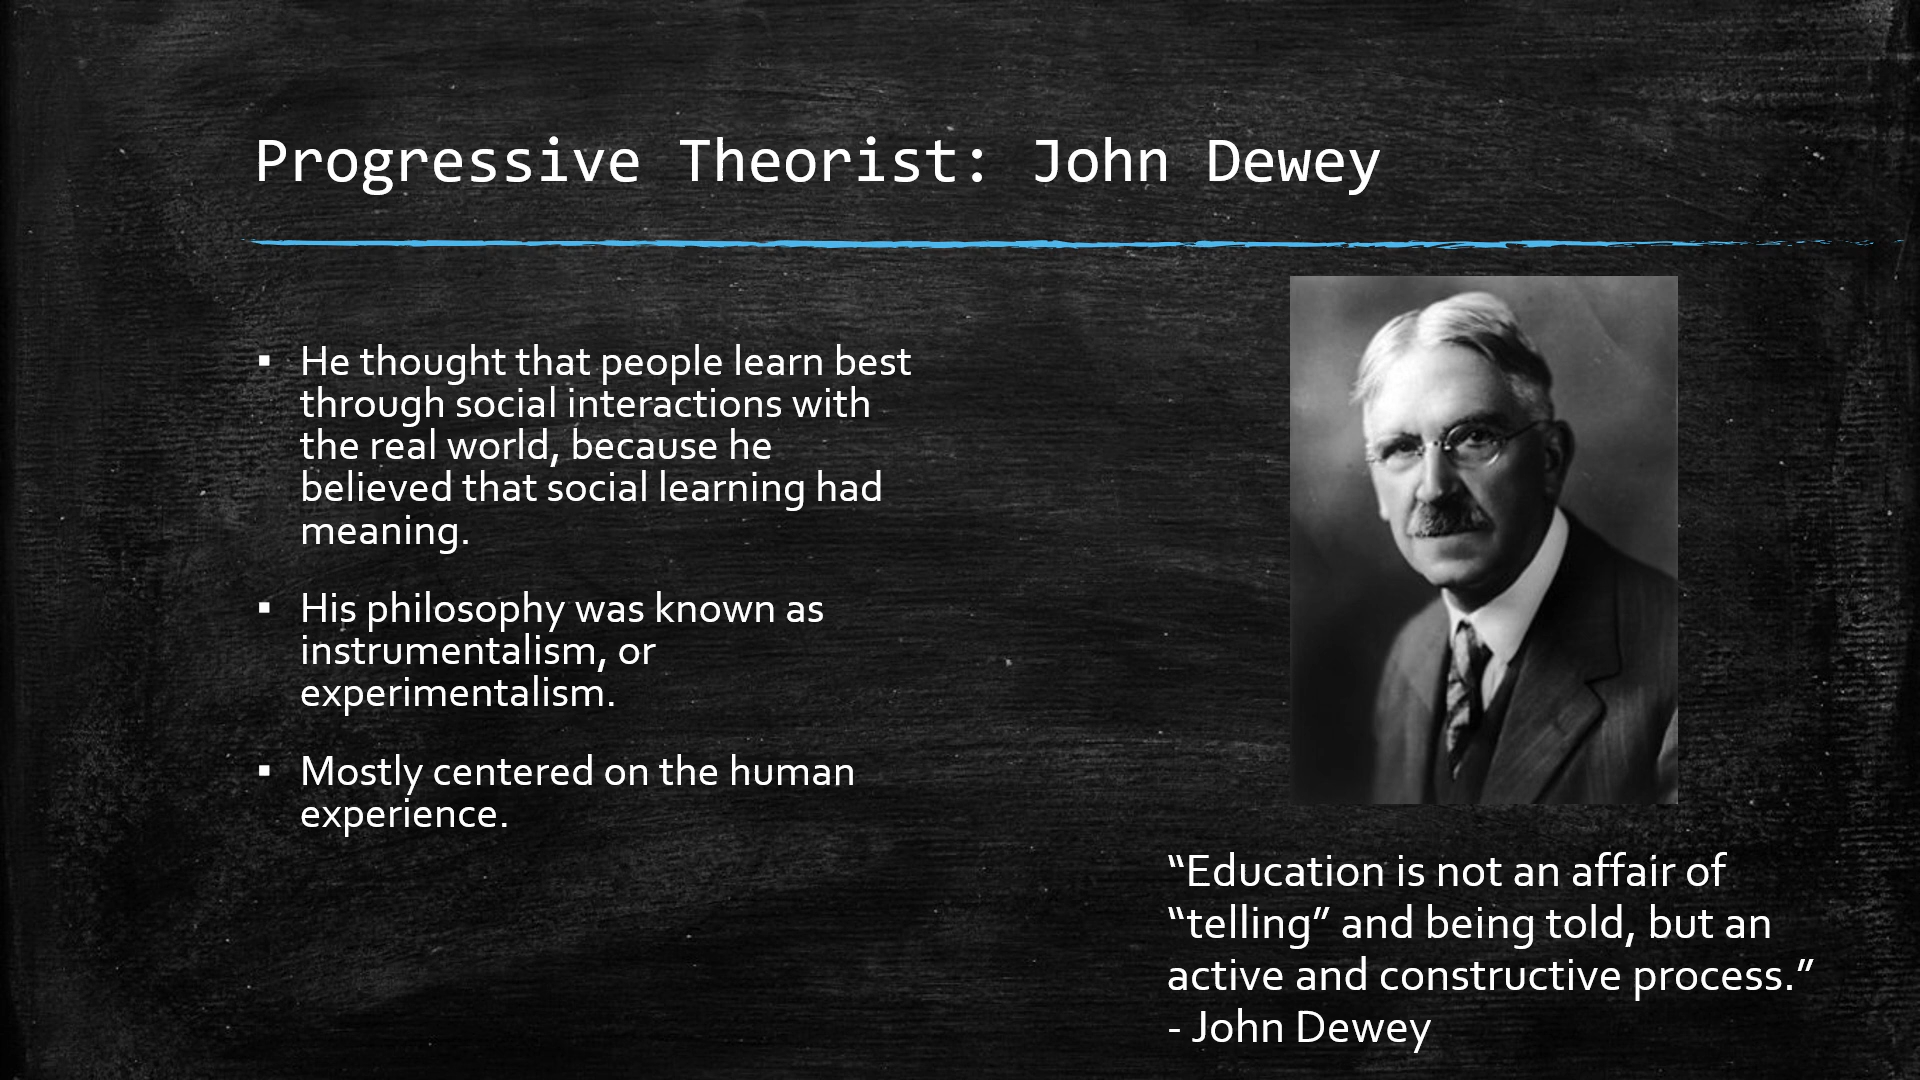 Progressive Theorist: John Dewey
▪ He thought that people learn best
through social interactions with
the real world, because he
believed that social learning had
meaning.
▪ His philosophy was known as
instrumentalism, or
experimentalism.
▪ Mostly centered on the human
experience.
“Education is not an affair of
“telling” and being told, but an
active and constructive process.”
- John Dewey